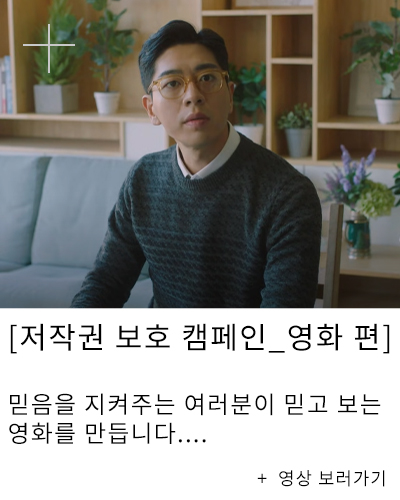 [저작권 보호 캠페인_영화 편]
믿음을 지켜주는 여러분이 믿고 보는
영화를 만듭니다....
+ 영상 보러가기